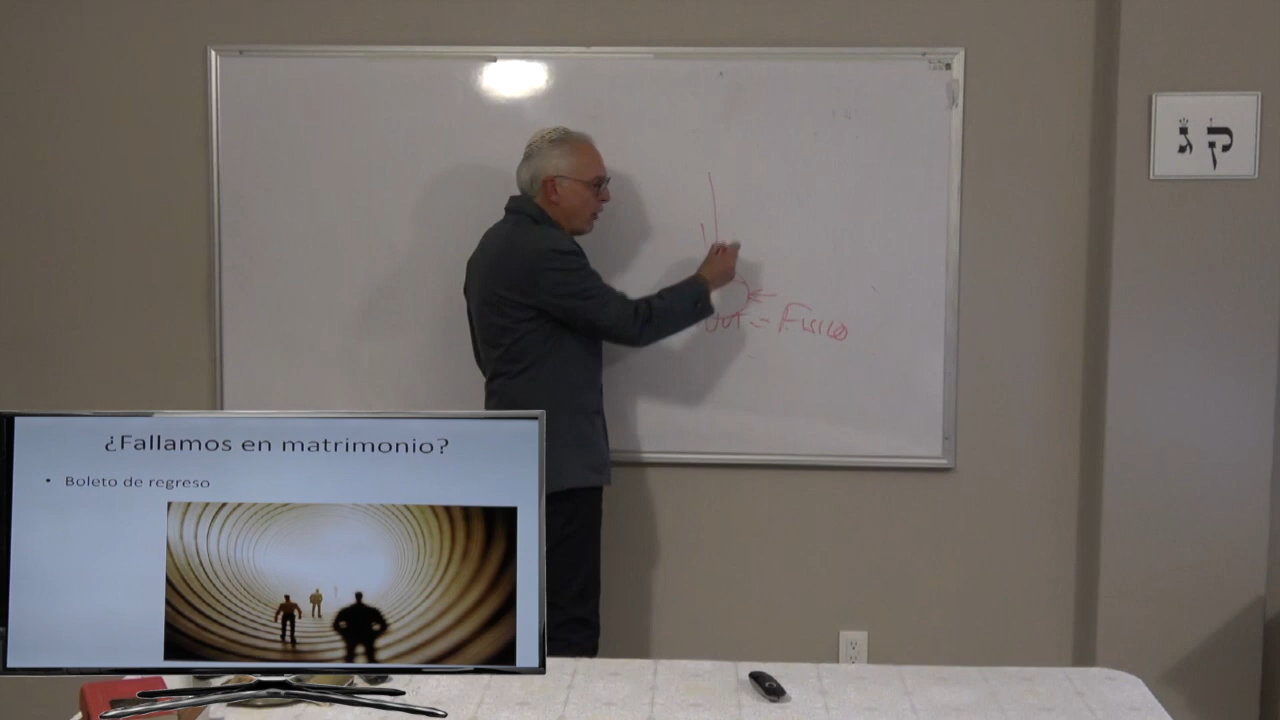 ק ג
= Fisico
¿Fallamos en matrimonio?
• Boleto de regreso